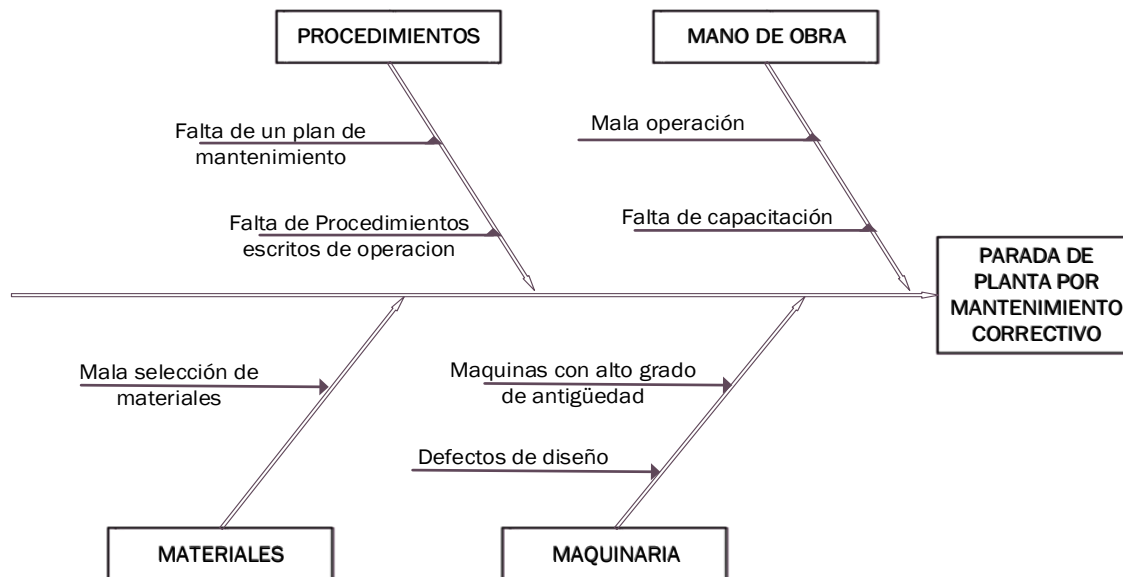 PROCEDIMIENTOS
MANO DE OBRA
Falta de un plan de
mantenimiento
Mala operación
Falta de Procedimientos
escritos de operacion
Falta de capacitación
PARADA DE
PLANTA POR
MANTENIMIENTO
CORRECTIVO
Mala selección de
materiales
Maquinas con alto grado
de antigüedad
Defectos de diseño
MATERIALES
MAQUINARIA